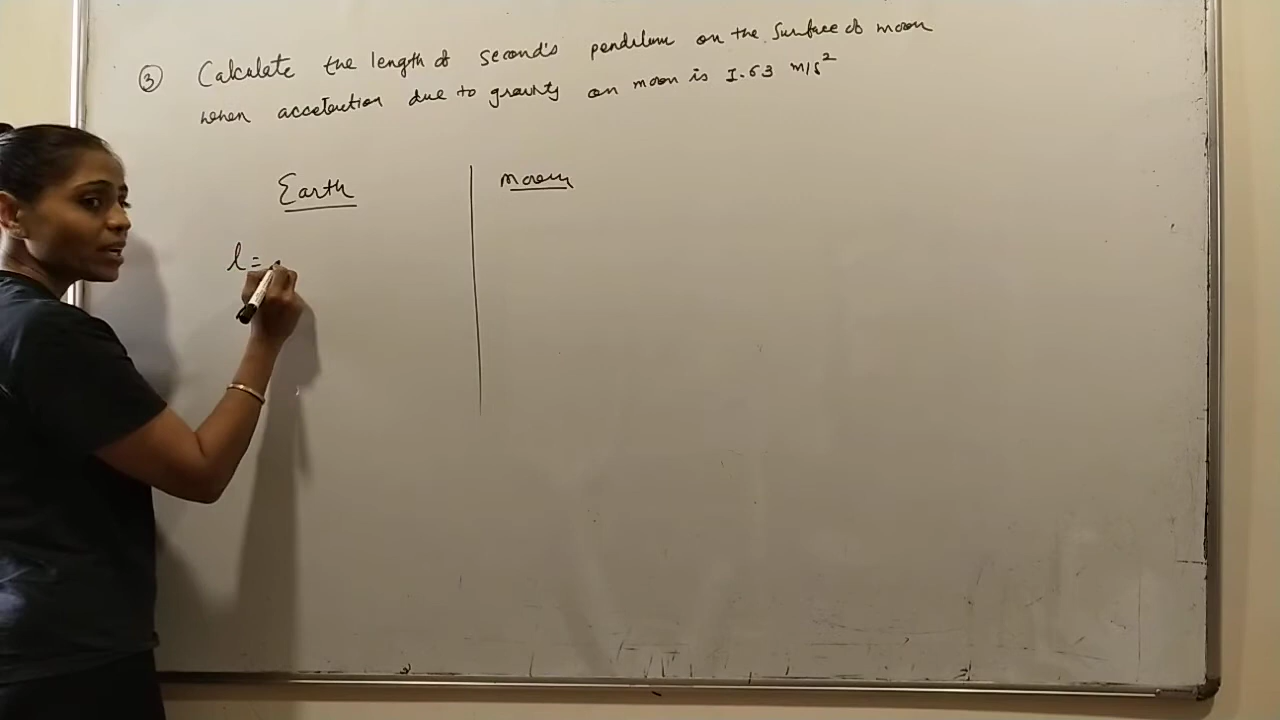 ③ Calculate the length of second's pendulum on the surface of moon
when acceleration due to gravity on moon is 1.63 m/s²
Earth
moon
l =